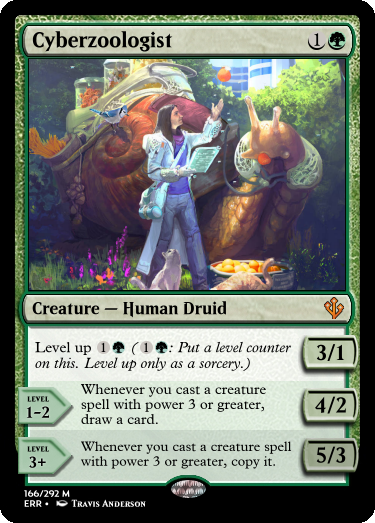 Cyberzoologist 1
Creature — Human Druid
Level up 1 ( 1 : Put a level counter
on this. Level up only as a sorcery.)
3/1
LEVEL
1-2
Whenever you cast a creature
spell with power 3 or greater,
draw a card.
4/2
LEVEL
3+
Whenever you cast a creature spell
with power 3 or greater, copy it.
5/3
166/292 M
ERR • Travis Anderson